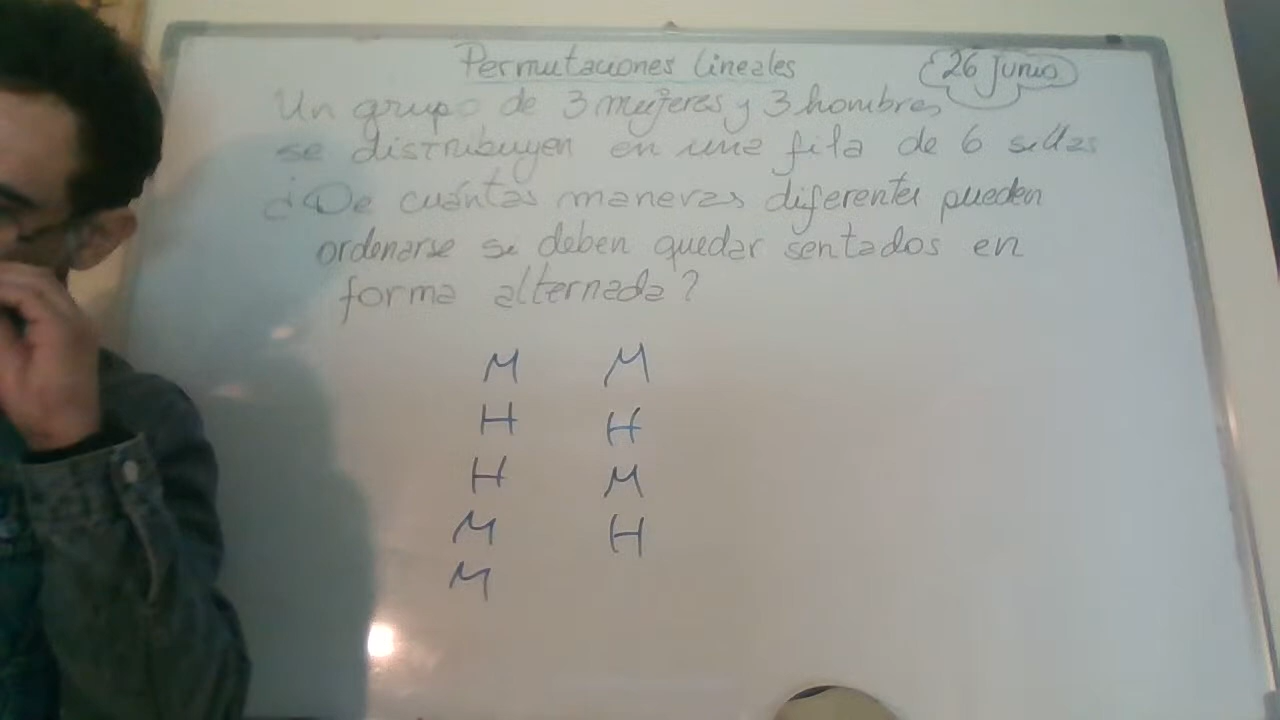 Permutaciones lineales
26 Junio
Un grupo de 3 mujeres y 3 hombres
se distribuyen en una fila de 6 sillas
¿De cuántas maneras diferentes pueden
ordenarse se deben quedar sentados en
forma alternada?
M M
H H
H M
M H
M